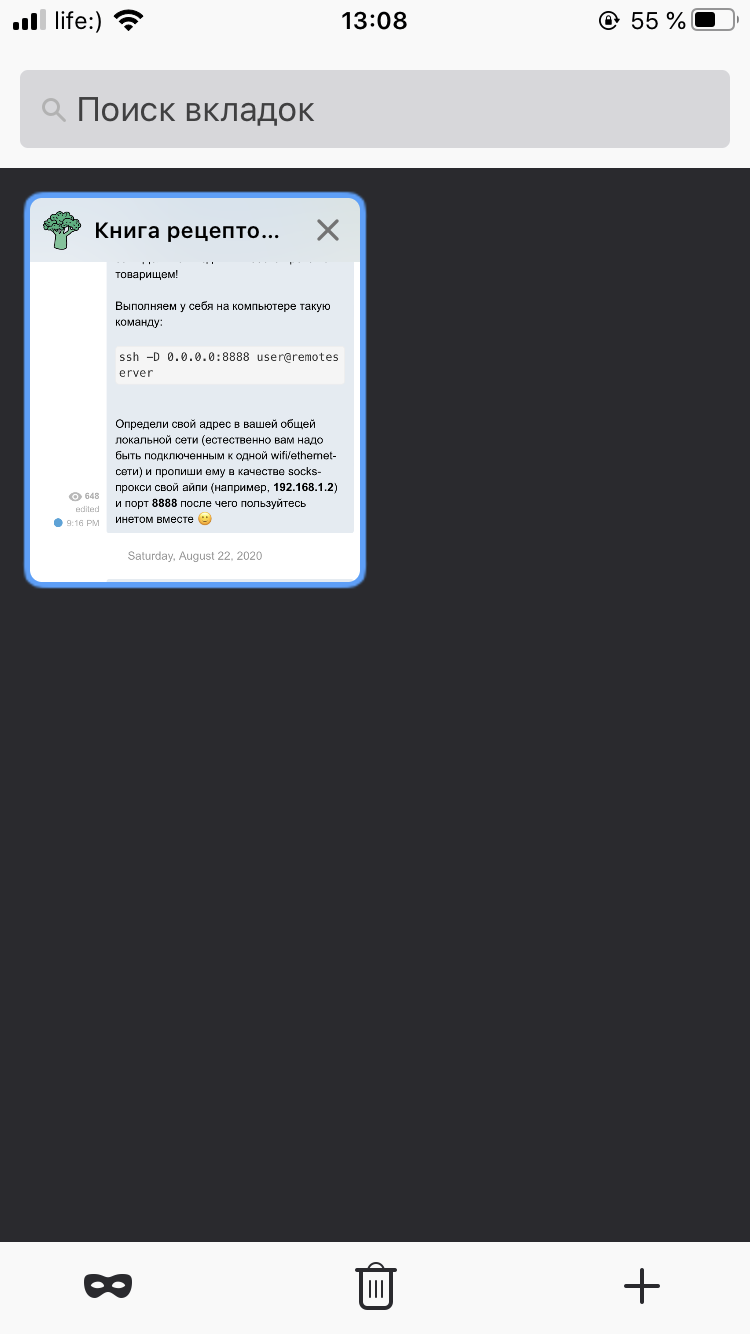 life:)
13:08
55 %
Поиск вкладок
Книга рецепто...
товарищем!
Выполняем у себя на компьютере такую
команду:
ssh -D 0.0.0.0:8888 user@remotes
erver
Определи свой адрес в вашей общей
локальной сети (естественно вам надо
быть подключенным к одной wifi/ethernet-
сети) и пропиши ему в качестве socks-
прокси свой айпи (например, 192.168.1.2)
и порт 8888 после чего пользуйтесь
инетом вместе 🙂
648
edited
9:16 PM
Saturday, August 22, 2020